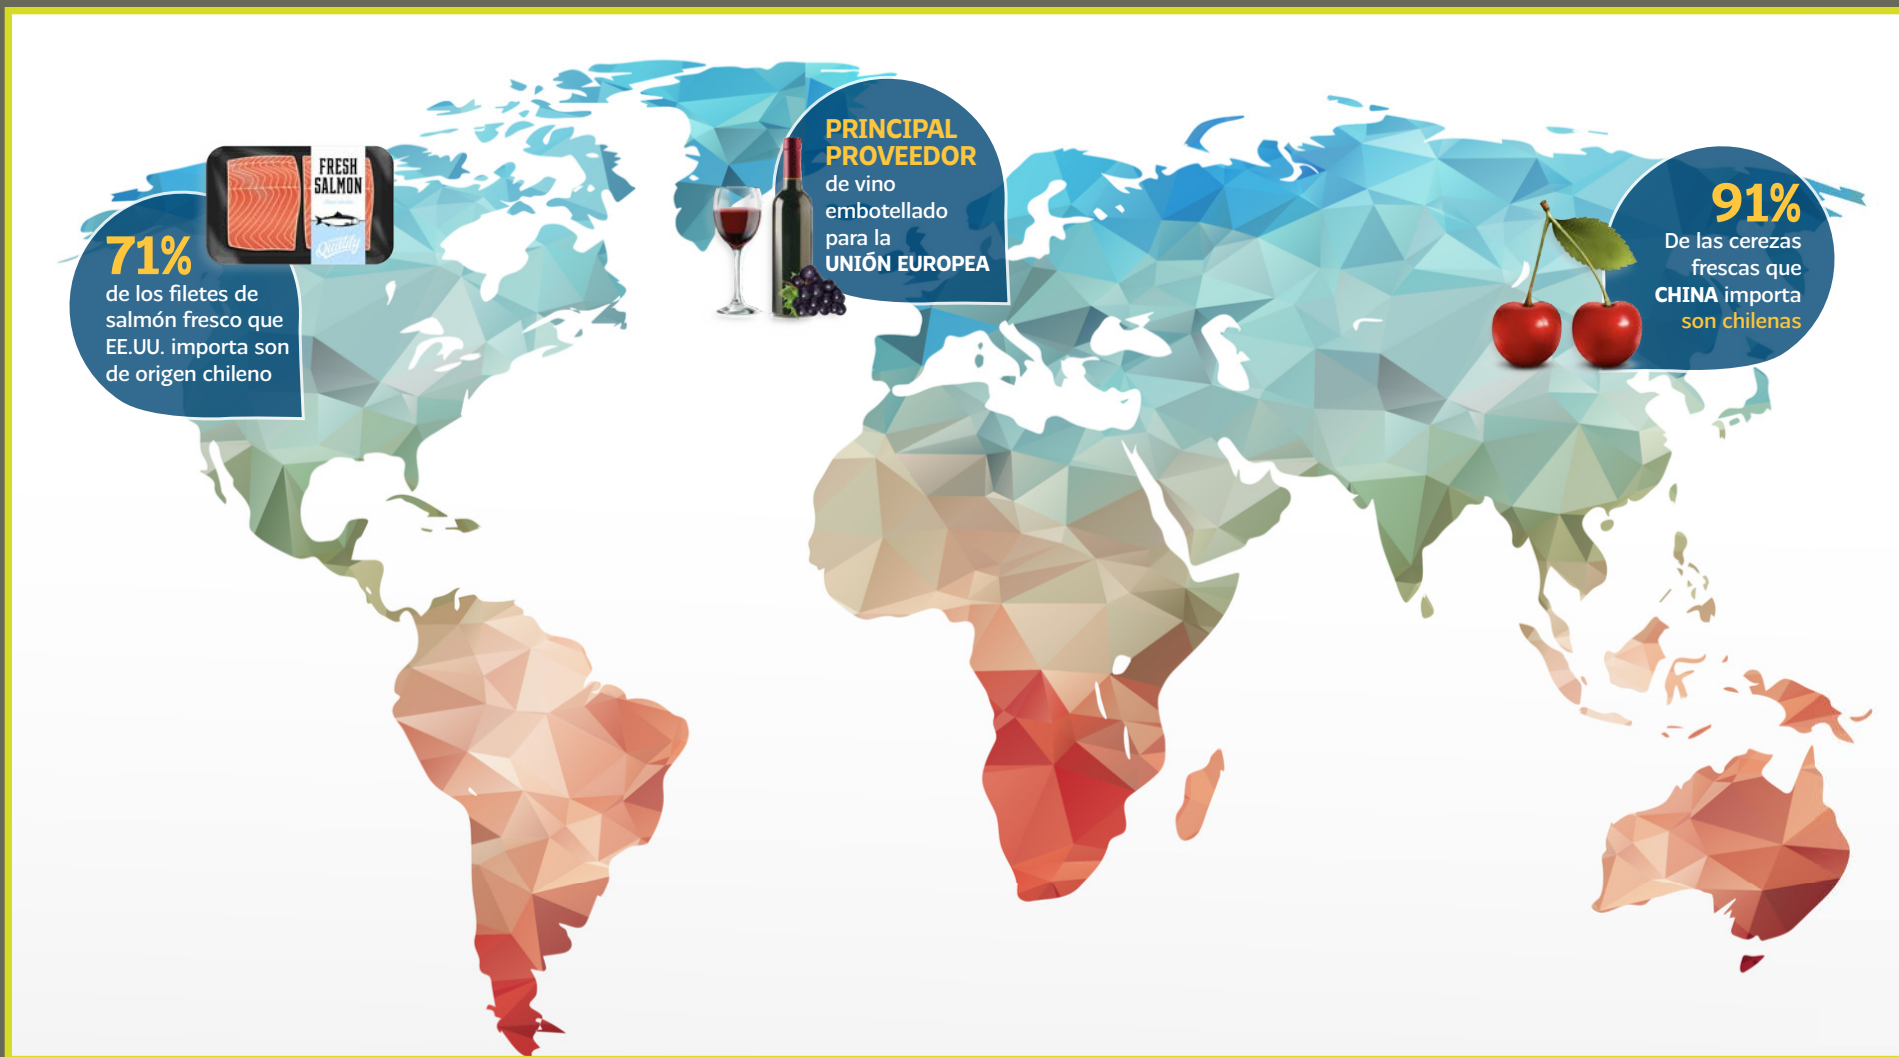 FRESH
SALMON
Quality
71%
de los filetes de
salmón fresco que
EE.UU. importa son
de origen chileno
PRINCIPAL
PROVEEDOR
de vino
embotellado
para la
UNIÓN EUROPEA
91%
De las cerezas
frescas que
CHINA importa
son chilenas